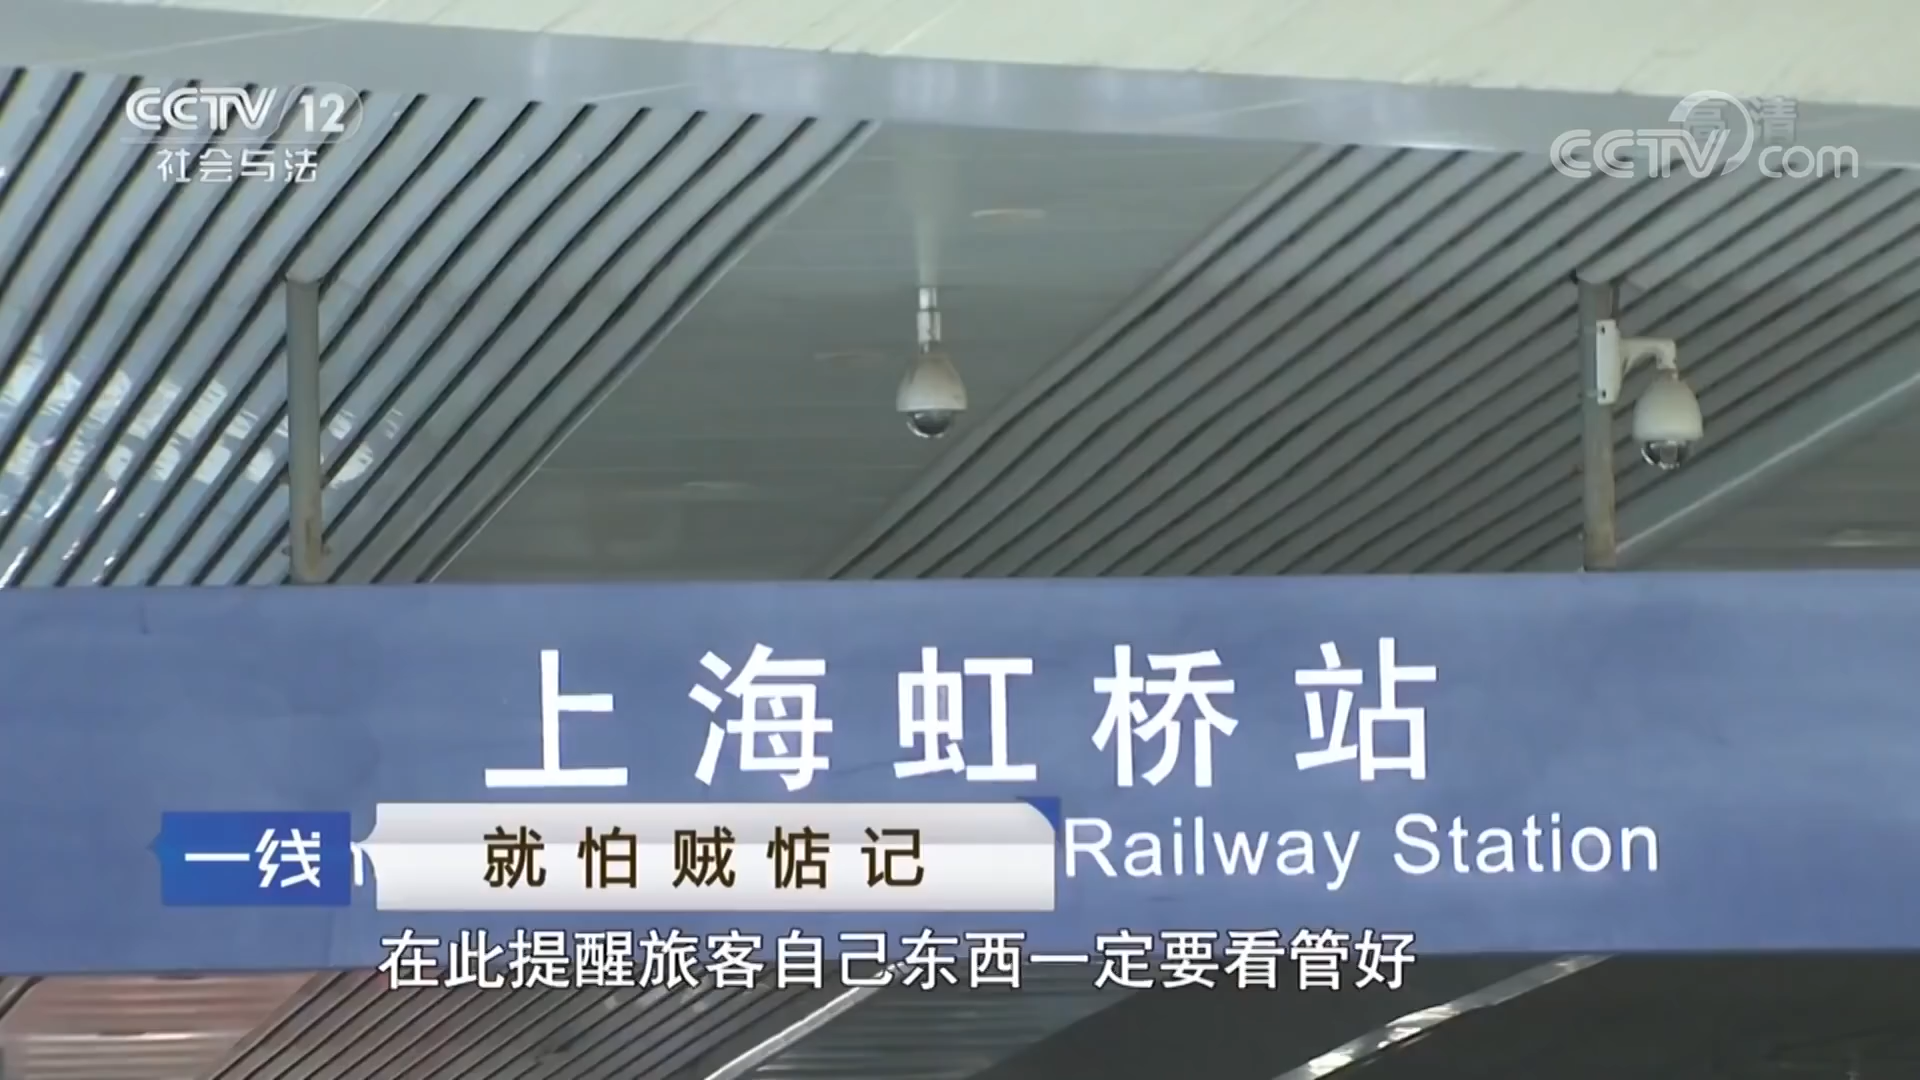 CCTV 12
社会与法
高清
CCTV com
上海虹桥站
Railway Station
一线
就怕贼惦记
在此提醒旅客自己东西一定要看管好